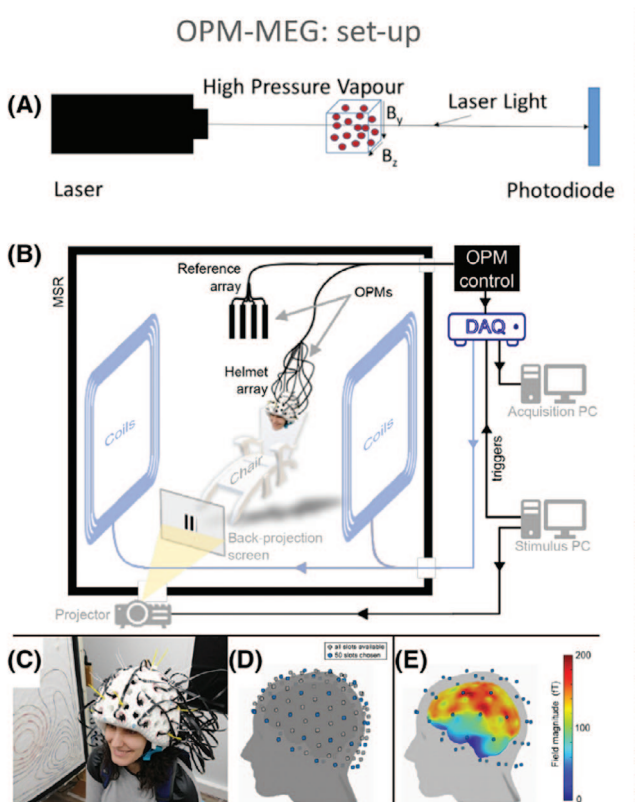 OPM-MEG: set-up
(A)
High Pressure Vapour
Laser Light
By
Bz
Laser
Photodiode
(B)
MSR
Reference
array
OPMs
Helmet
array
OPM
control
DAQ
Acquisition PC
Coils
Coils
Chair
triggers
Back-projection
screen
Stimulus PC
Projector
(C)
(D)
all slots available
50 slots chosen
(E)
200
100
0
Field magnitude (fT)